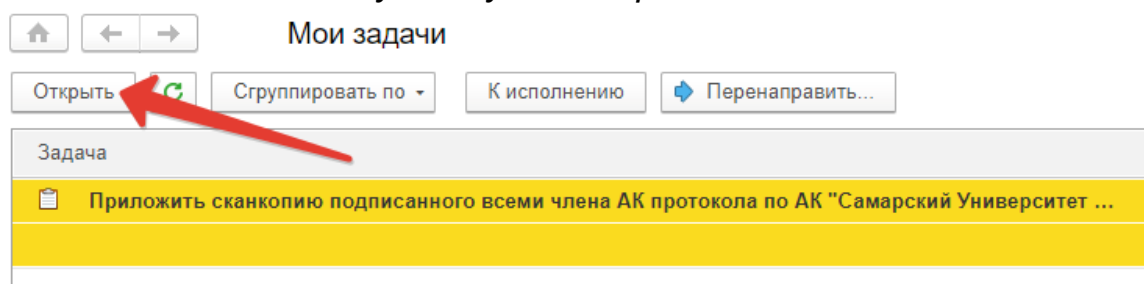 Мои задачи
Открыть Сгруппировать по К исполнению Перенаправить...
Задача
Приложить сканкопию подписанного всеми члена АК протокола по АК "Самарский Университет ...